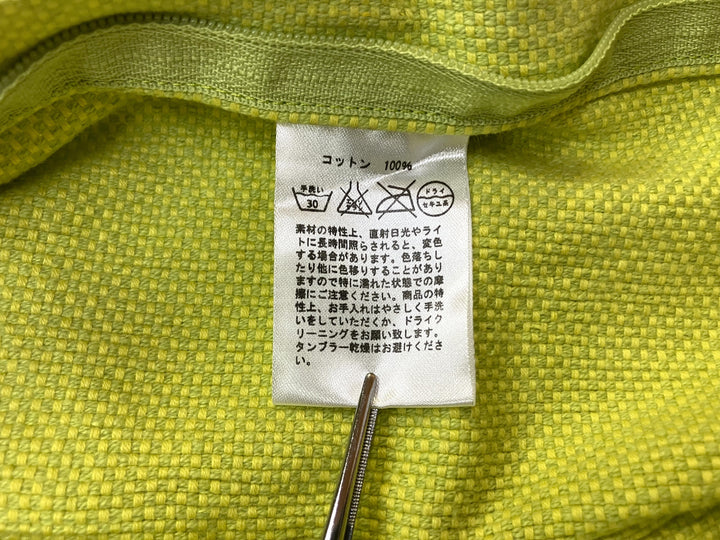 コットン 100%
手洗い 30 エンソ サラシ ドライ セキユ系
素材の特性上、直射日光やライ
トに長時間照らされると、変色
する場合があります。色落ちし
たり他に色移りすることがあり
ますので特に濡れた状態での摩
擦にご注意ください。商品の特
性上、お手入れはやさしく手洗
いをしていただくか、ドライク
リーニングをお願い致します。
タンブラー乾燥はお避けくださ
い。